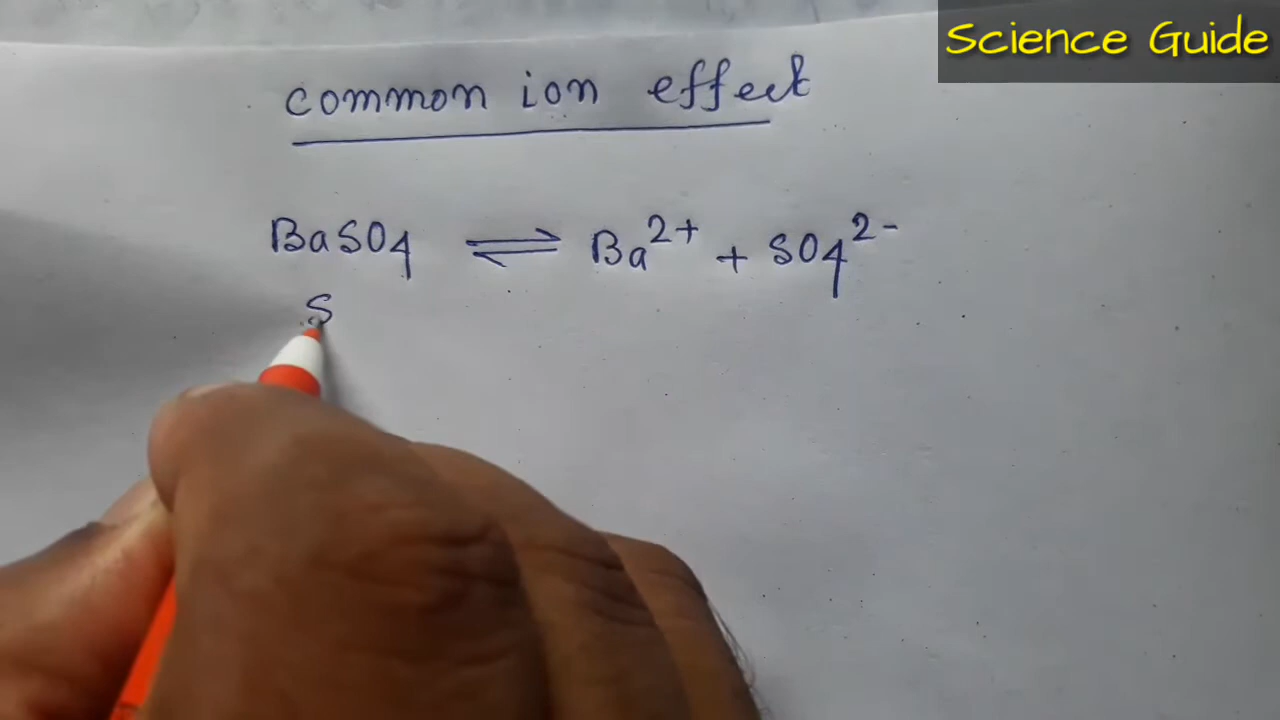 Science Guide
common ion effect
BaSO4 ⇌ Ba²⁺ + SO4²⁻
S